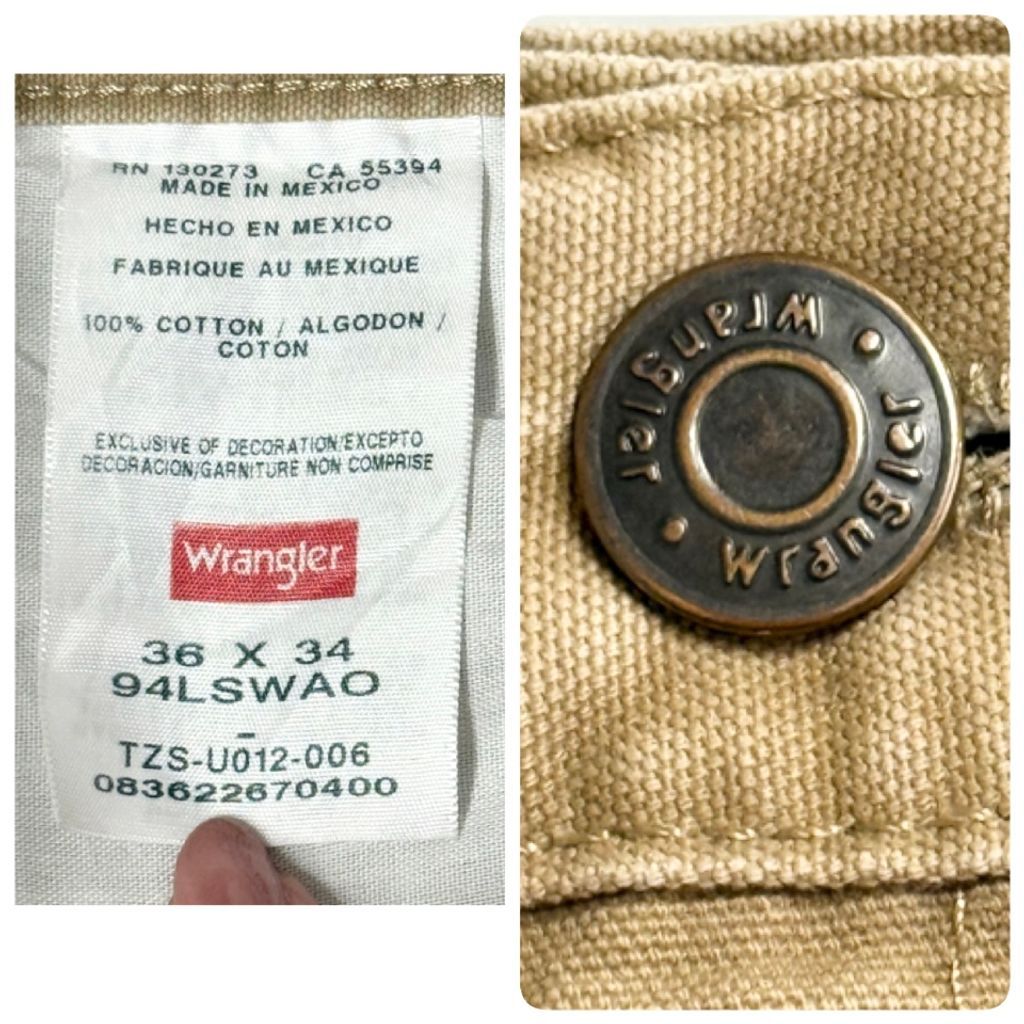 RN 130273 CA 55394
MADE IN MEXICO
HECHO EN MEXICO
FABRIQUE AU MEXIQUE
100% COTTON / ALGODON /
COTON
EXCLUSIVE OF DECORATION/EXCEPTO
DECORACION/GARNITURE NON COMPRISE
Wrangler
36 X 34
94LSWAO
-
TZS-U012-006
083622670400
Wrangler • Wrangler •